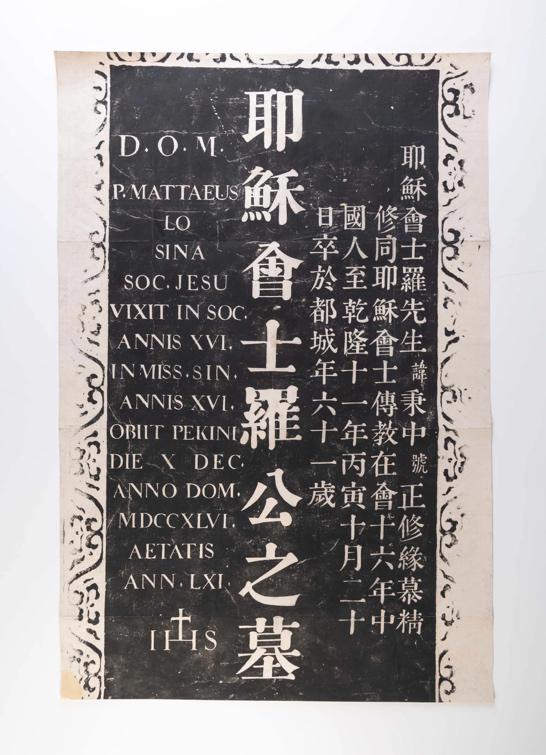 耶穌會士羅先生諱秉中號正修緣慕精
修同耶穌會士傳教在會十六年中
國人至乾隆十一年丙寅十月二十
日卒於都城年六十一歲
耶穌會士羅公之墓
D.O.M.
P. MATTAEUS
LO
SINA
SOC. JESU
VIXIT IN SOC.
ANNIS XVI.
IN MISS. SIN.
ANNIS XVI.
OBIIT PEKINI
DIE X DEC.
ANNO DOM.
MDCCXLVI.
AETATIS
ANN. LXI.
IHS